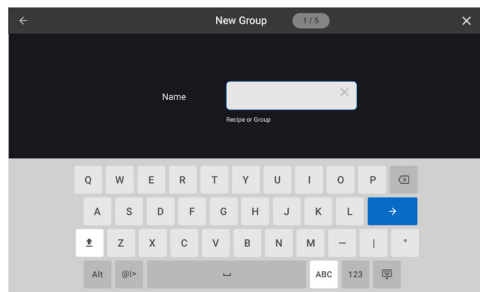 New Group 1 / 5
Name
Recipe or Group
Q W E R T Y U I O P
A S D F G H J K L
Z X C V B N M – | °
Alt @|> ABC 123